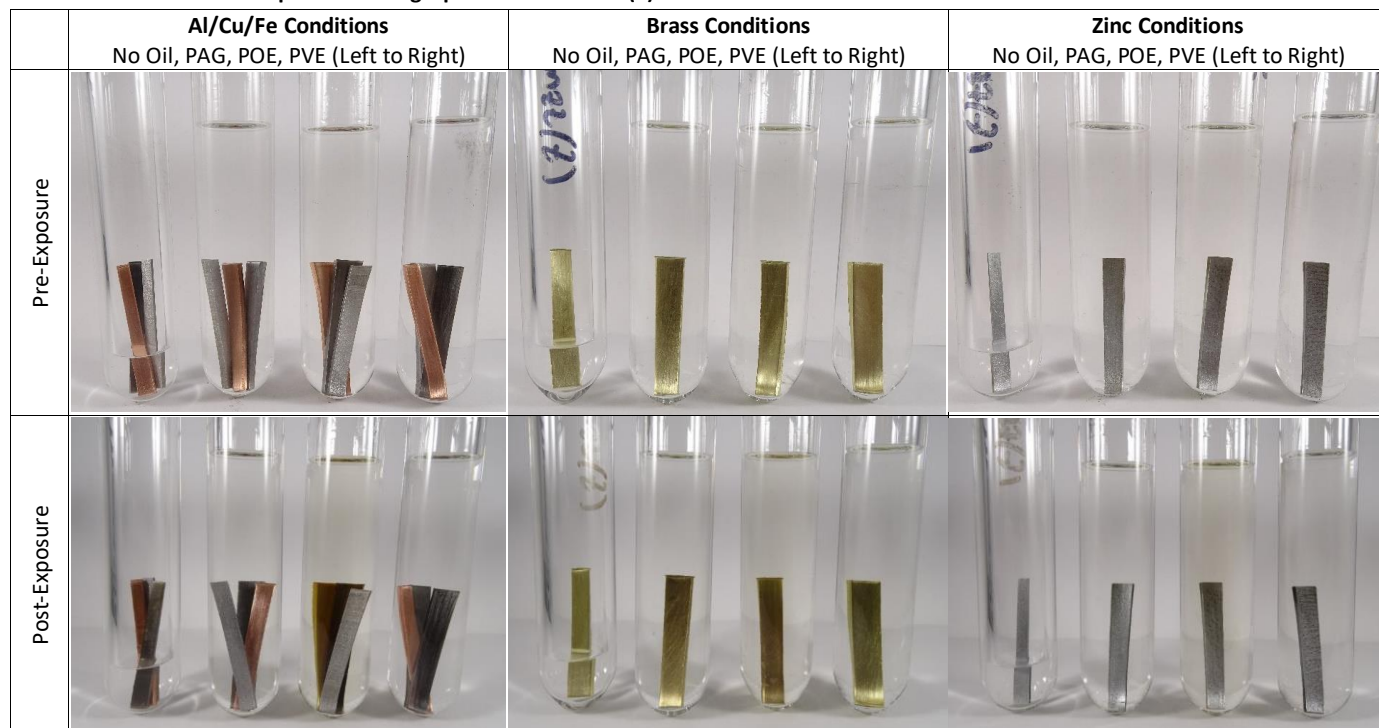 Al/Cu/Fe Conditions
No Oil, PAG, POE, PVE (Left to Right)
Brass Conditions
No Oil, PAG, POE, PVE (Left to Right)
Zinc Conditions
No Oil, PAG, POE, PVE (Left to Right)
Pre-Exposure
Post-Exposure